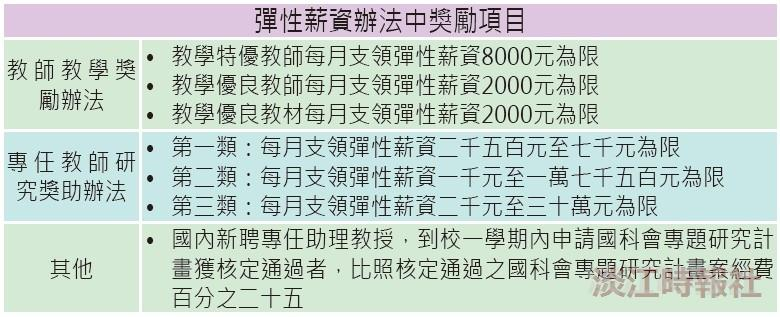 彈性薪資辦法中獎勵項目
教師教學獎
勵辦法
• 教學特優教師每月支領彈性薪資8000元為限
• 教學優良教師每月支領彈性薪資2000元為限
• 教學優良教材每月支領彈性薪資2000元為限
專任教師研
究獎助辦法
• 第一類：每月支領彈性薪資二千五百元至七千元為限
• 第二類：每月支領彈性薪資一千元至一萬七千五百元為限
• 第三類：每月支領彈性薪資二千元至三十萬元為限
其他
• 國內新聘專任助理教授，到校一學期內申請國科會專題研究計
畫獲核定通過者，比照核定通過之國科會專題研究計畫案經費
百分之二十五
淡江時報社